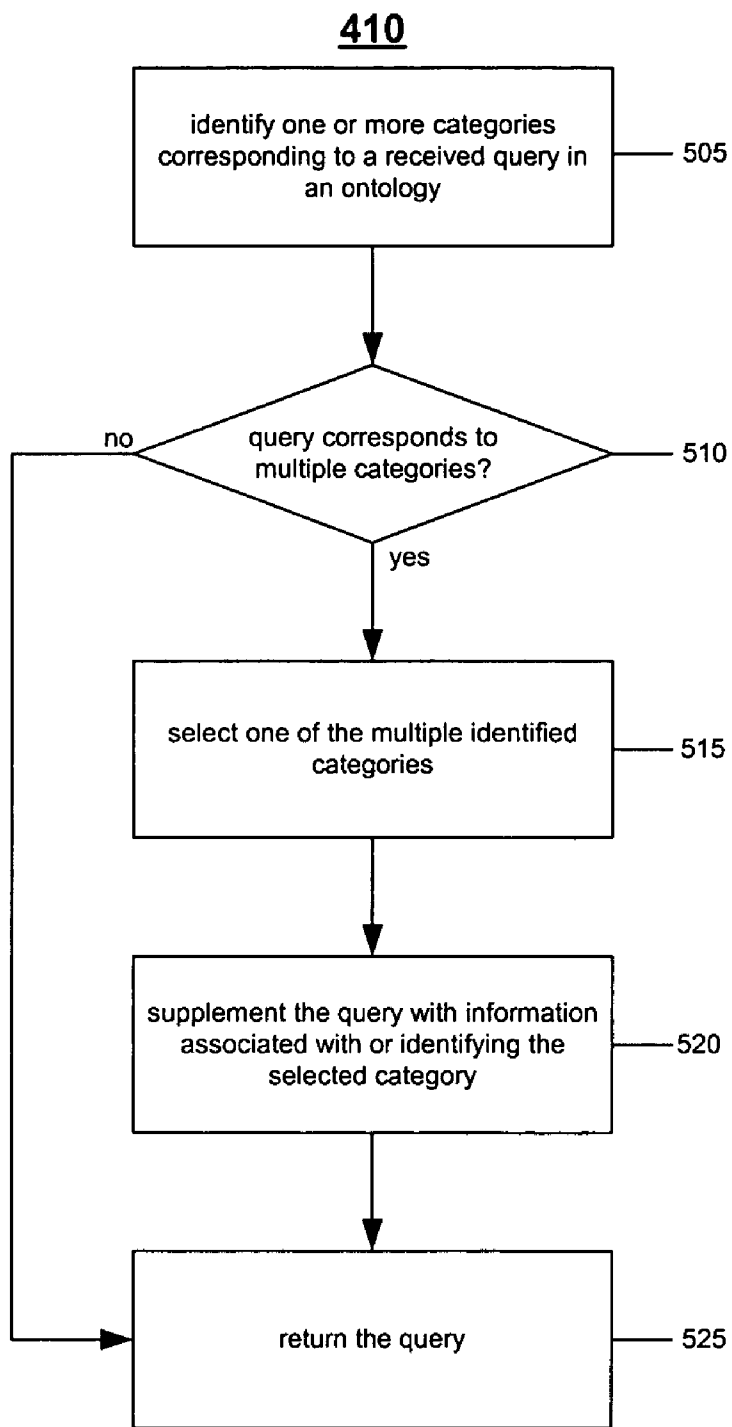 410
identify one or more categories
corresponding to a received query in
an ontology
505
query corresponds to
multiple categories?
510
no
yes
select one of the multiple identified
categories
515
supplement the query with information
associated with or identifying the
selected category
520
return the query
525